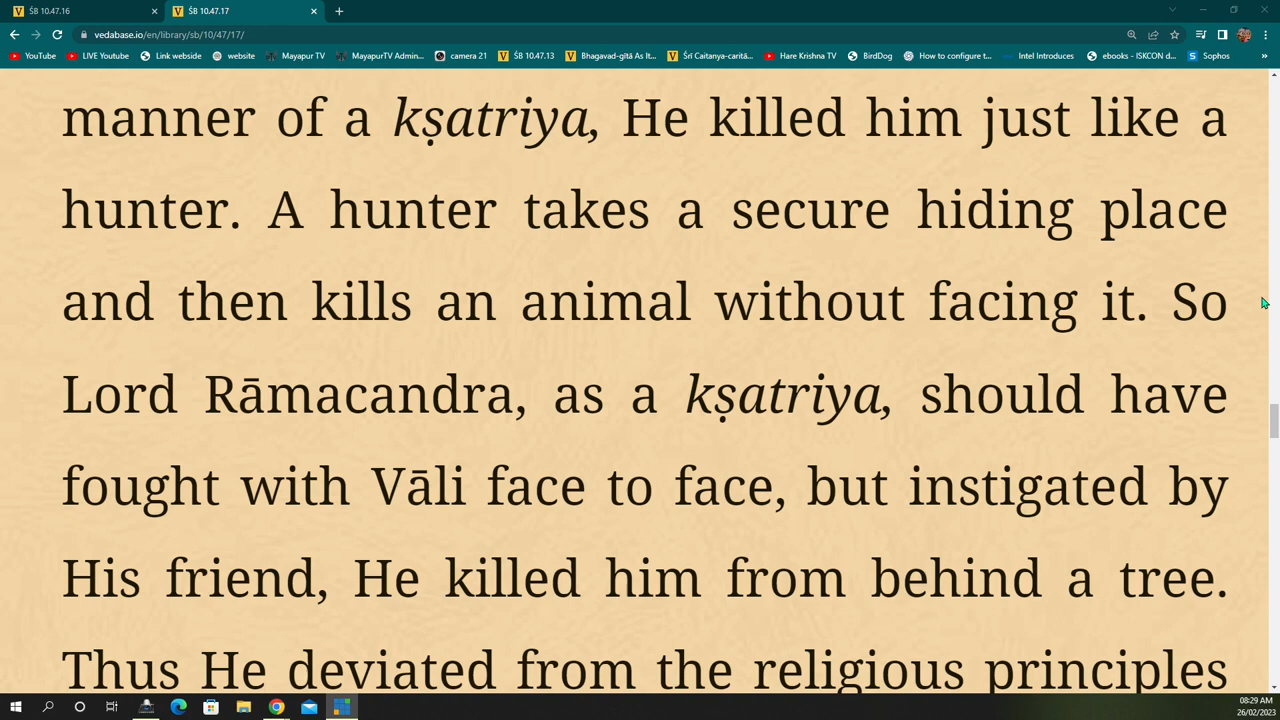 ŚB 10.47.16
ŚB 10.47.17
vedabase.io/en/library/sb/10/47/17/
YouTube LIVE Youtube Link webside website Mayapur TV MayapurTV Admin... camera 21 ŚB 10.47.13 Bhagavad-gītā As It... Śrī Caitanya-caritā... Hare Krishna TV BirdDog How to configure t... Intel Introduces ebooks - ISKCON d... Sophos »
manner of a kṣatriya, He killed him just like a
hunter. A hunter takes a secure hiding place
and then kills an animal without facing it. So
Lord Rāmacandra, as a kṣatriya, should have
fought with Vāli face to face, but instigated by
His friend, He killed him from behind a tree.
Thus He deviated from the religious principles
08:29 AM
26/02/2023